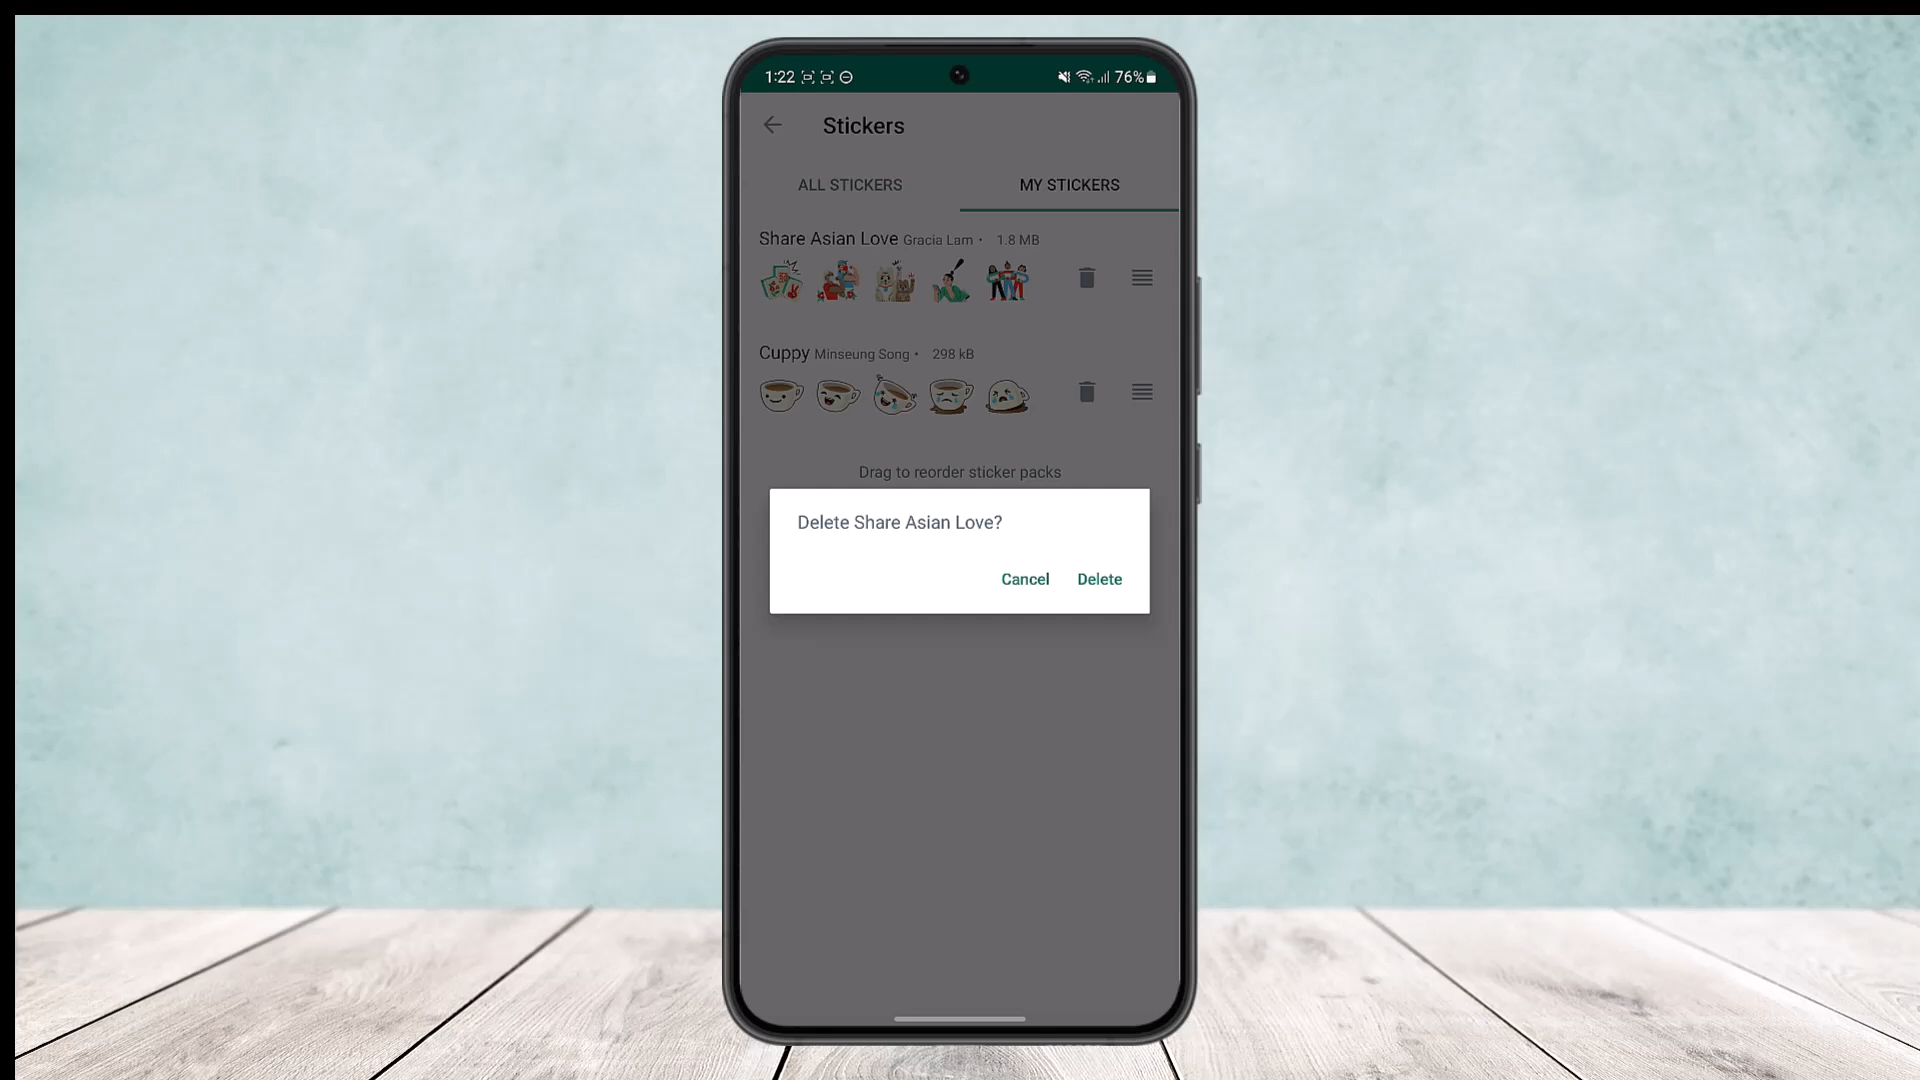 1:22 76%
Stickers
ALL STICKERS MY STICKERS
Share Asian Love Gracia Lam • 1.8 MB
Cuppy Minseung Song • 298 kB
Drag to reorder sticker packs
Delete Share Asian Love?
Cancel Delete